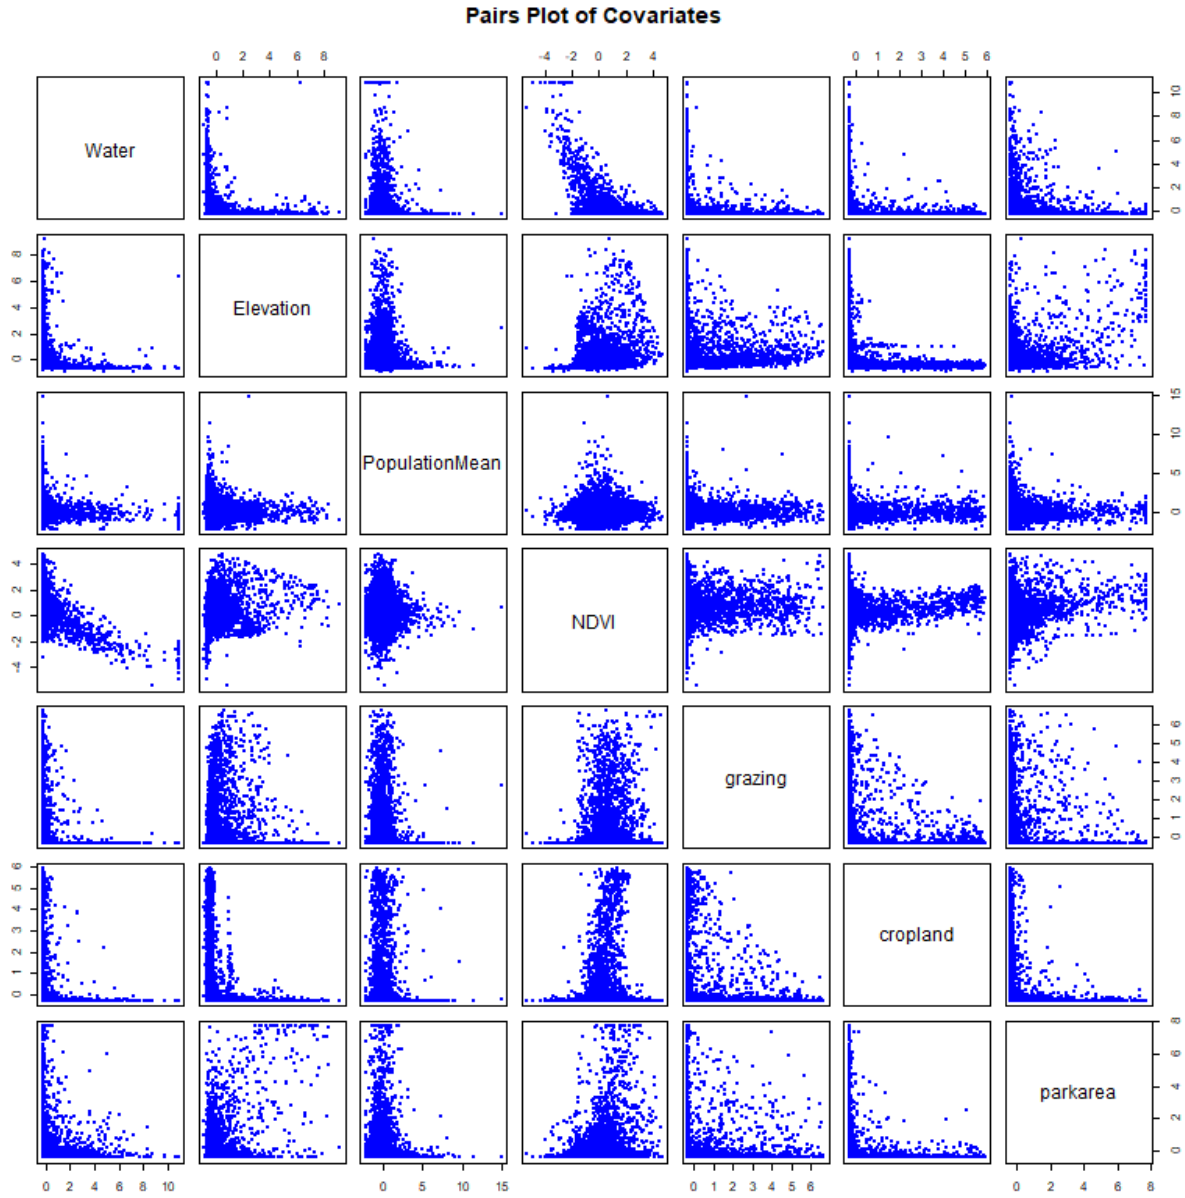 Pairs Plot of Covariates
0 2 4 6 8
-4 -2 0 2 4
0 1 2 3 4 5 6
Water
0 2 4 6 8 10
0 2 4 6 8
Elevation
PopulationMean
0 5 10 15
-4 -2 0 2 4
NDVI
grazing
0 1 2 3 4 5 6
0 1 2 3 4 5 6
cropland
parkarea
0 2 4 6 8
0 2 4 6 8 10
0 5 10 15
0 1 2 3 4 5 6
0 2 4 6 8